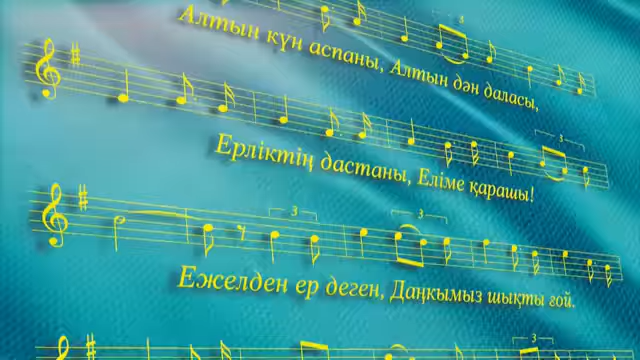 Алтын күн аспаны, Алтын дән даласы,
Ерліктің дастаны, Еліме қарашы!
Ежелден ер деген, Даңқымыз шықты ғой.